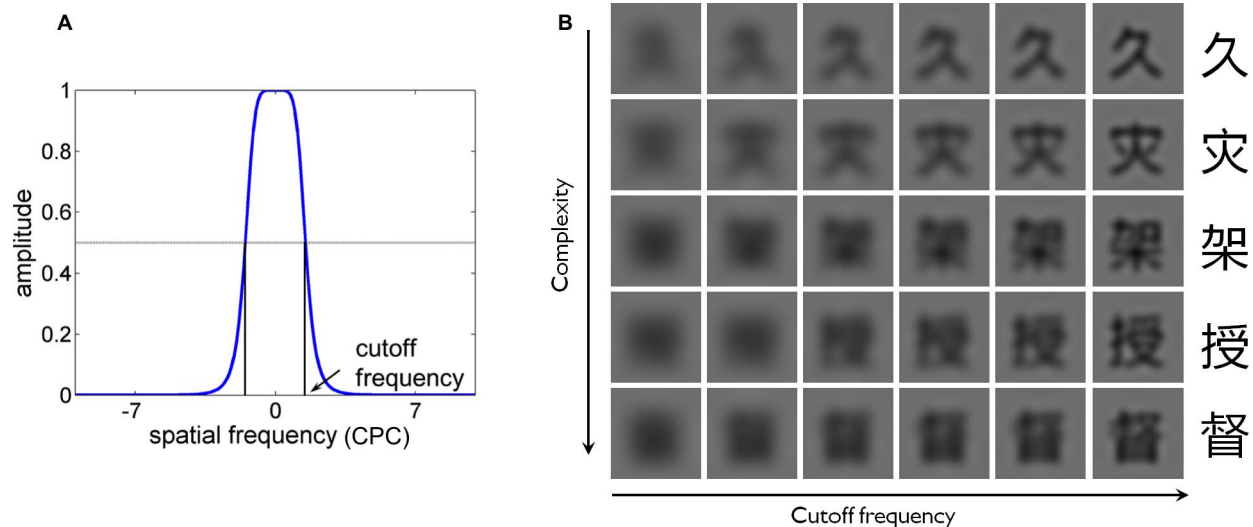 A
1
0.8
0.6
0.4
0.2
0
amplitude
-7 0 7
spatial frequency (CPC)
cutoff
frequency
B
Complexity
久
灾
架
授
督
Cutoff frequency